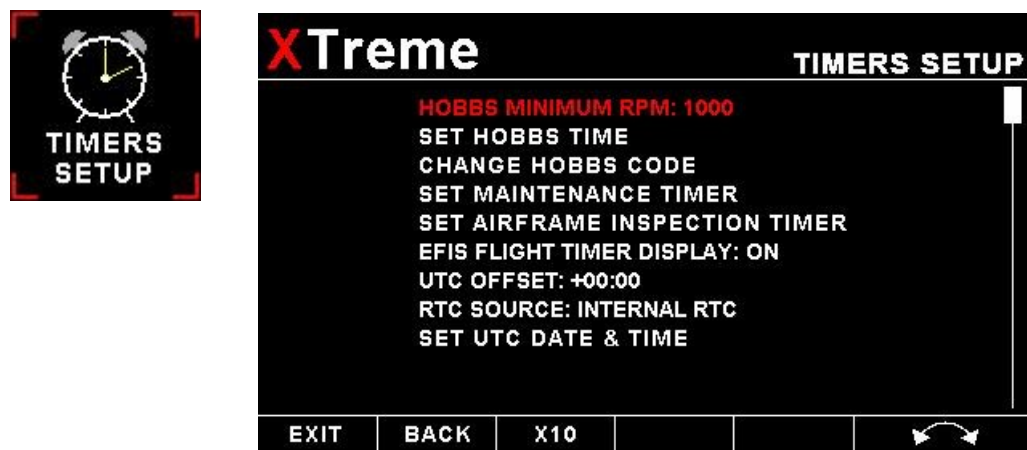 TIMERS
SETUP
XTreme
TIMERS SETUP
HOBBS MINIMUM RPM: 1000
SET HOBBS TIME
CHANGE HOBBS CODE
SET MAINTENANCE TIMER
SET AIRFRAME INSPECTION TIMER
EFIS FLIGHT TIMER DISPLAY: ON
UTC OFFSET: +00:00
RTC SOURCE: INTERNAL RTC
SET UTC DATE & TIME
EXIT BACK X10